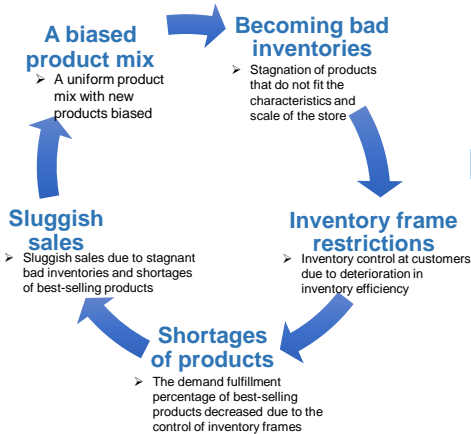 A biased
product mix
➢ A uniform product
mix with new
products biased
Becoming bad
inventories
➢ Stagnation of products
that do not fit the
characteristics and
scale of the store
Inventory frame
restrictions
➢ Inventory control at customers
due to deterioration in
inventory efficiency
Shortages
of products
➢ The demand fulfillment
percentage of best-selling
products decreased due to the
control of inventory frames
Sluggish
sales
➢ Sluggish sales due to stagnant
bad inventories and shortages
of best-selling products